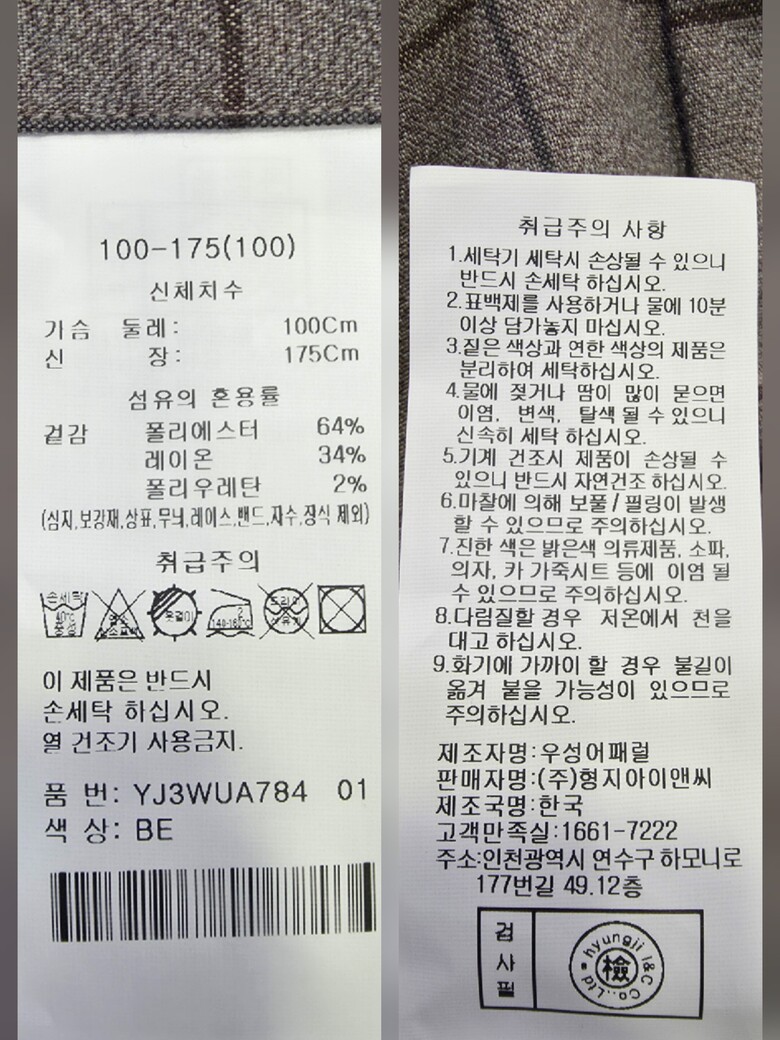 100-175(100)
신체치수
가슴 둘레: 100Cm
신 장: 175Cm
섬유의 혼용률
겉감 폴리에스터 64%
레이온 34%
폴리우레탄 2%
(심지,보강재,상표,무늬,레이스,밴드,자수,장식 제외)
취급주의
손세탁 40℃ 중성 염소 산소표백 옷걸이 2 140-160℃ 드라이 석유계
이 제품은 반드시
손세탁 하십시오.
열 건조기 사용금지.
품 번: YJ3WUA784 01
색 상: BE
취급주의 사항
1.세탁기 세탁시 손상될 수 있으니
반드시 손세탁 하십시오.
2.표백제를 사용하거나 물에 10분
이상 담가놓지 마십시오.
3.짙은 색상과 연한 색상의 제품은
분리하여 세탁하십시오.
4.물에 젖거나 땀이 많이 묻으면
이염, 변색, 탈색 될 수 있으니
신속히 세탁 하십시오.
5.기계 건조시 제품이 손상될 수
있으니 반드시 자연건조 하십시오.
6.마찰에 의해 보풀/필링이 발생
할 수 있으므로 주의하십시오.
7.진한 색은 밝은색 의류제품, 소파,
의자, 카 가죽시트 등에 이염 될
수 있으므로 주의하십시오.
8.다림질할 경우 저온에서 천을
대고 하십시오.
9.화기에 가까이 할 경우 불길이
옮겨 붙을 가능성이 있으므로
주의하십시오.
제조자명:우성어패럴
판매자명:(주)형지아이앤씨
제조국명:한국
고객만족실:1661-7222
주소:인천광역시 연수구 하모니로
177번길 49.12층
검사필
hyungji I&C Co.,Ltd
檢